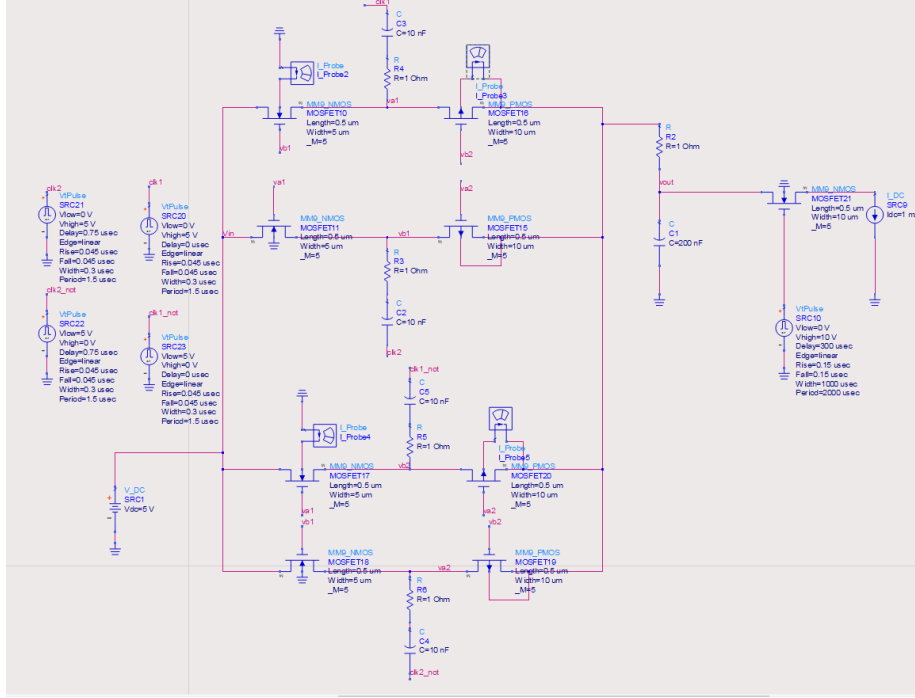 clk1
C
C3
C=10 nF
R
R4
R=1 Ohm
I_Probe
I_Probe2
I_Probe
I_Probe3
va1
MM9_NMOS
MOSFET10
Length=0.5 um
Width=5 um
_M=5
MM9_PMOS
MOSFET16
Length=0.5 um
Width=10 um
_M=5
vb1
vb2
R
R2
R=1 Ohm
va1
va2
vout
clk2
VtPulse
SRC21
Vlow=0 V
Vhigh=5 V
Delay=0.75 usec
Edge=linear
Rise=0.045 usec
Fall=0.045 usec
Width=0.3 usec
Period=1.5 usec
clk1
VtPulse
SRC20
Vlow=0 V
Vhigh=5 V
Delay=0 usec
Edge=linear
Rise=0.045 usec
Fall=0.045 usec
Width=0.3 usec
Period=1.5 usec
Vin
MM9_NMOS
MOSFET11
Length=0.5 um
Width=5 um
_M=5
vb1
MM9_PMOS
MOSFET15
Length=0.5 um
Width=10 um
_M=5
C
C1
C=200 nF
MM9_NMOS
MOSFET21
Length=0.5 um
Width=10 um
_M=5
I_DC
SRC9
Idc=1 m
R
R3
R=1 Ohm
C
C2
C=10 nF
clk2
clk2_not
VtPulse
SRC22
Vlow=5 V
Vhigh=0 V
Delay=0.75 usec
Edge=linear
Rise=0.045 usec
Fall=0.045 usec
Width=0.3 usec
Period=1.5 usec
clk1_not
VtPulse
SRC23
Vlow=5 V
Vhigh=0 V
Delay=0 usec
Edge=linear
Rise=0.045 usec
Fall=0.045 usec
Width=0.3 usec
Period=1.5 usec
VtPulse
SRC10
Vlow=0 V
Vhigh=10 V
Delay=300 usec
Edge=linear
Rise=0.15 usec
Fall=0.15 usec
Width=1000 usec
Period=2000 usec
clk1_not
C
C5
C=10 nF
R
R5
R=1 Ohm
I_Probe
I_Probe4
I_Probe
I_Probe5
vb2
MM9_NMOS
MOSFET17
Length=0.5 um
Width=5 um
_M=5
MM9_PMOS
MOSFET20
Length=0.5 um
Width=10 um
_M=5
va1
va2
V_DC
SRC1
Vdc=5 V
vb1
vb2
MM9_NMOS
MOSFET18
Length=0.5 um
Width=5 um
_M=5
va2
MM9_PMOS
MOSFET19
Length=0.5 um
Width=10 um
_M=5
R
R6
R=1 Ohm
C
C4
C=10 nF
clk2_not